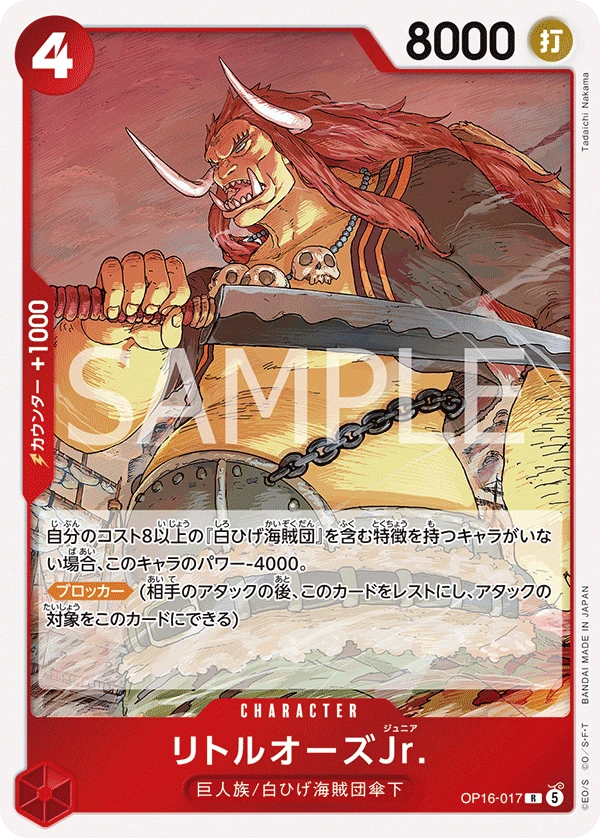 4
8000
打
Tadaichi Nakama
カウンター +1000
SAMPLE
自分のコスト8以上の『白ひげ海賊団』を含む特徴を持つキャラがいな
い場合、このキャラのパワー-4000。
ブロッカー (相手のアタックの後、このカードをレストにし、アタックの
対象をこのカードにできる)
©E/S ©O/S・F・T BANDAI MADE IN JAPAN
CHARACTER
ジュニア
リトルオーズJr.
巨人族/白ひげ海賊団傘下
OP16-017 R 5